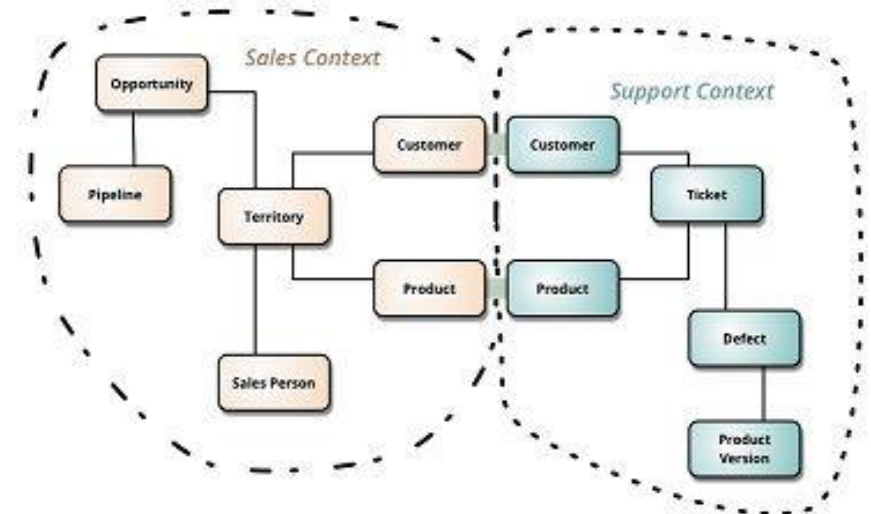 Sales Context
Opportunity
Support Context
Customer
Customer
Pipeline
Ticket
Territory
Product
Product
Defect
Sales Person
Product
Version